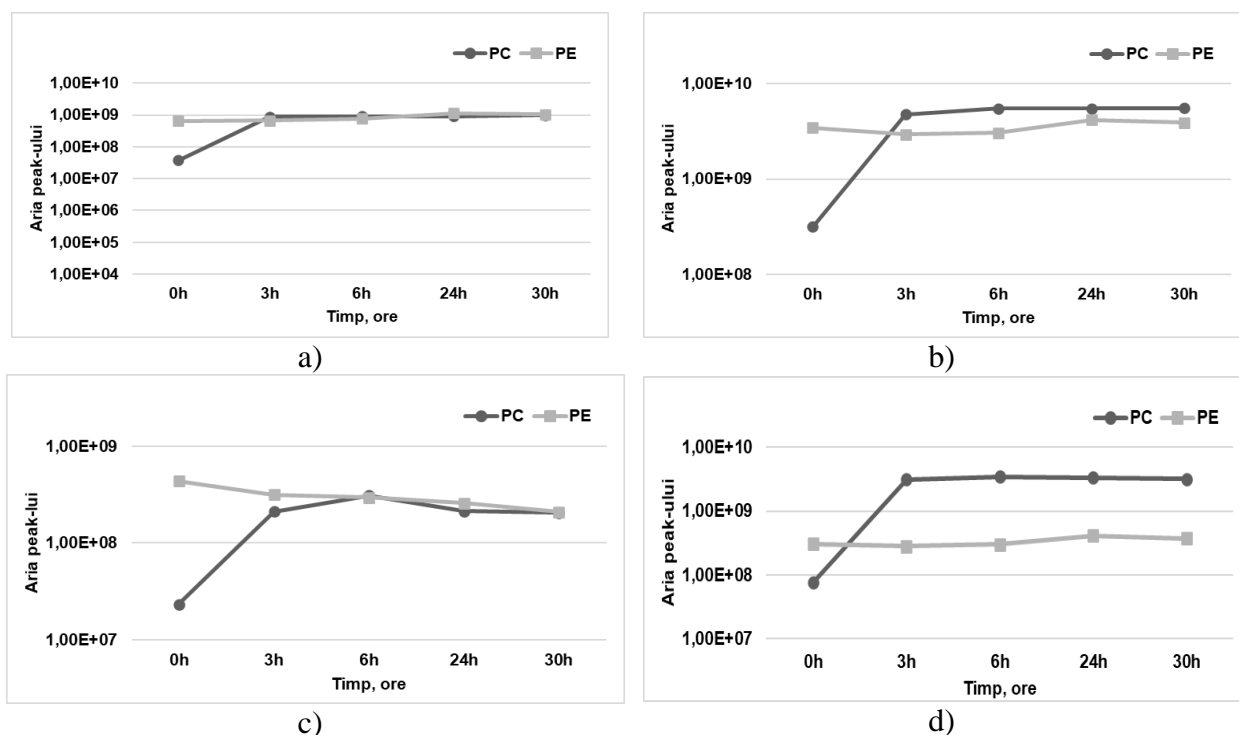 PC PE
1,00E+10
1,00E+09
1,00E+08
1,00E+07
1,00E+06
1,00E+05
1,00E+04
Aria peak-ului
0h 3h 6h 24h 30h
Timp, ore
a)
PC PE
1,00E+10
1,00E+09
1,00E+08
Aria peak-ului
0h 3h 6h 24h 30h
Timp, ore
b)
PC PE
1,00E+09
1,00E+08
1,00E+07
Aria peak-lui
0h 3h 6h 24h 30h
Timp, ore
c)
PC PE
1,00E+10
1,00E+09
1,00E+08
1,00E+07
Aria peak-ului
0h 3h 6h 24h 30h
Timp, ore
d)